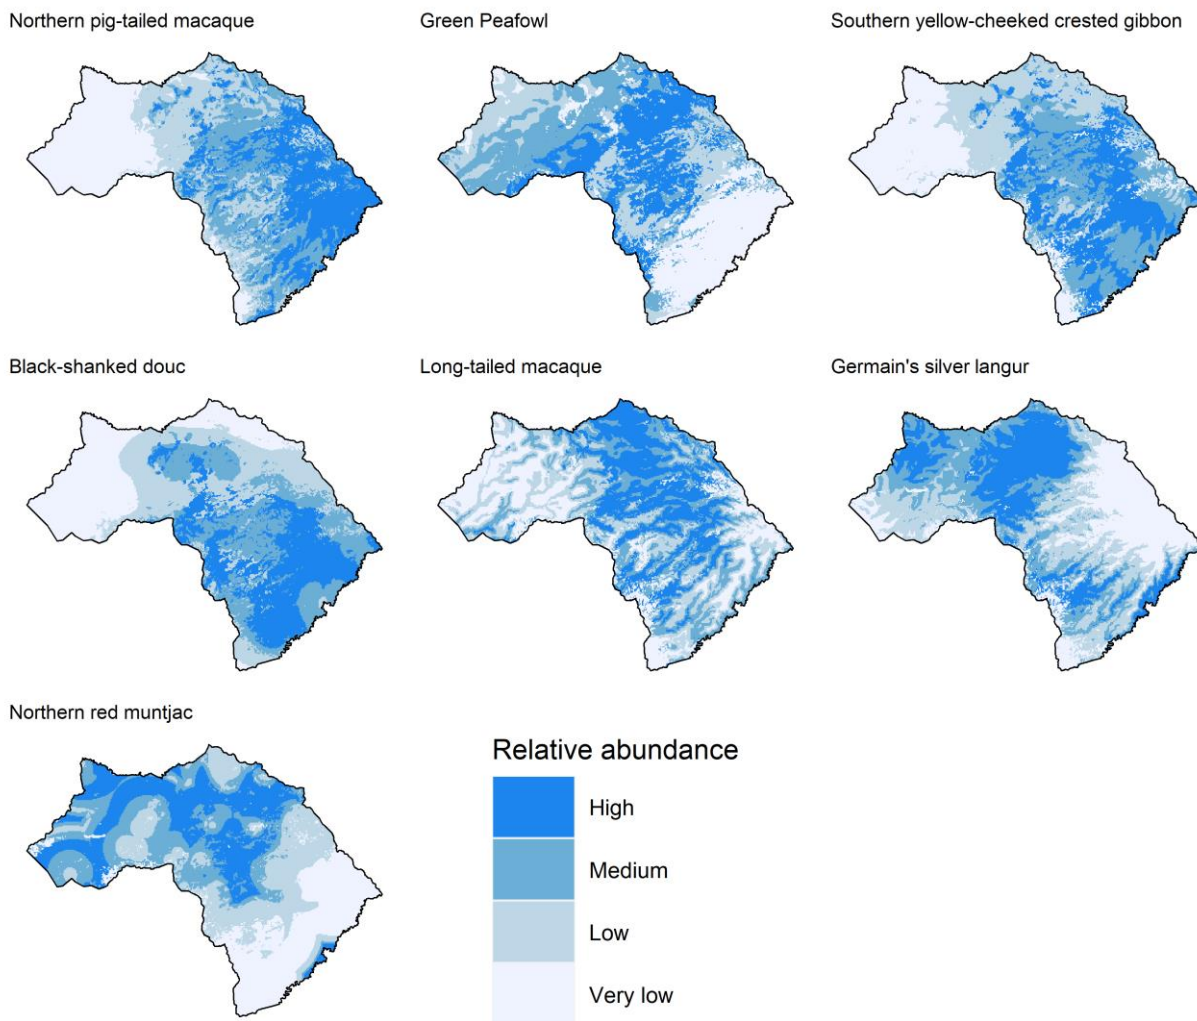 Northern pig-tailed macaque
Green Peafowl
Southern yellow-cheeked crested gibbon
Black-shanked douc
Long-tailed macaque
Germain's silver langur
Northern red muntjac
Relative abundance
High
Medium
Low
Very low